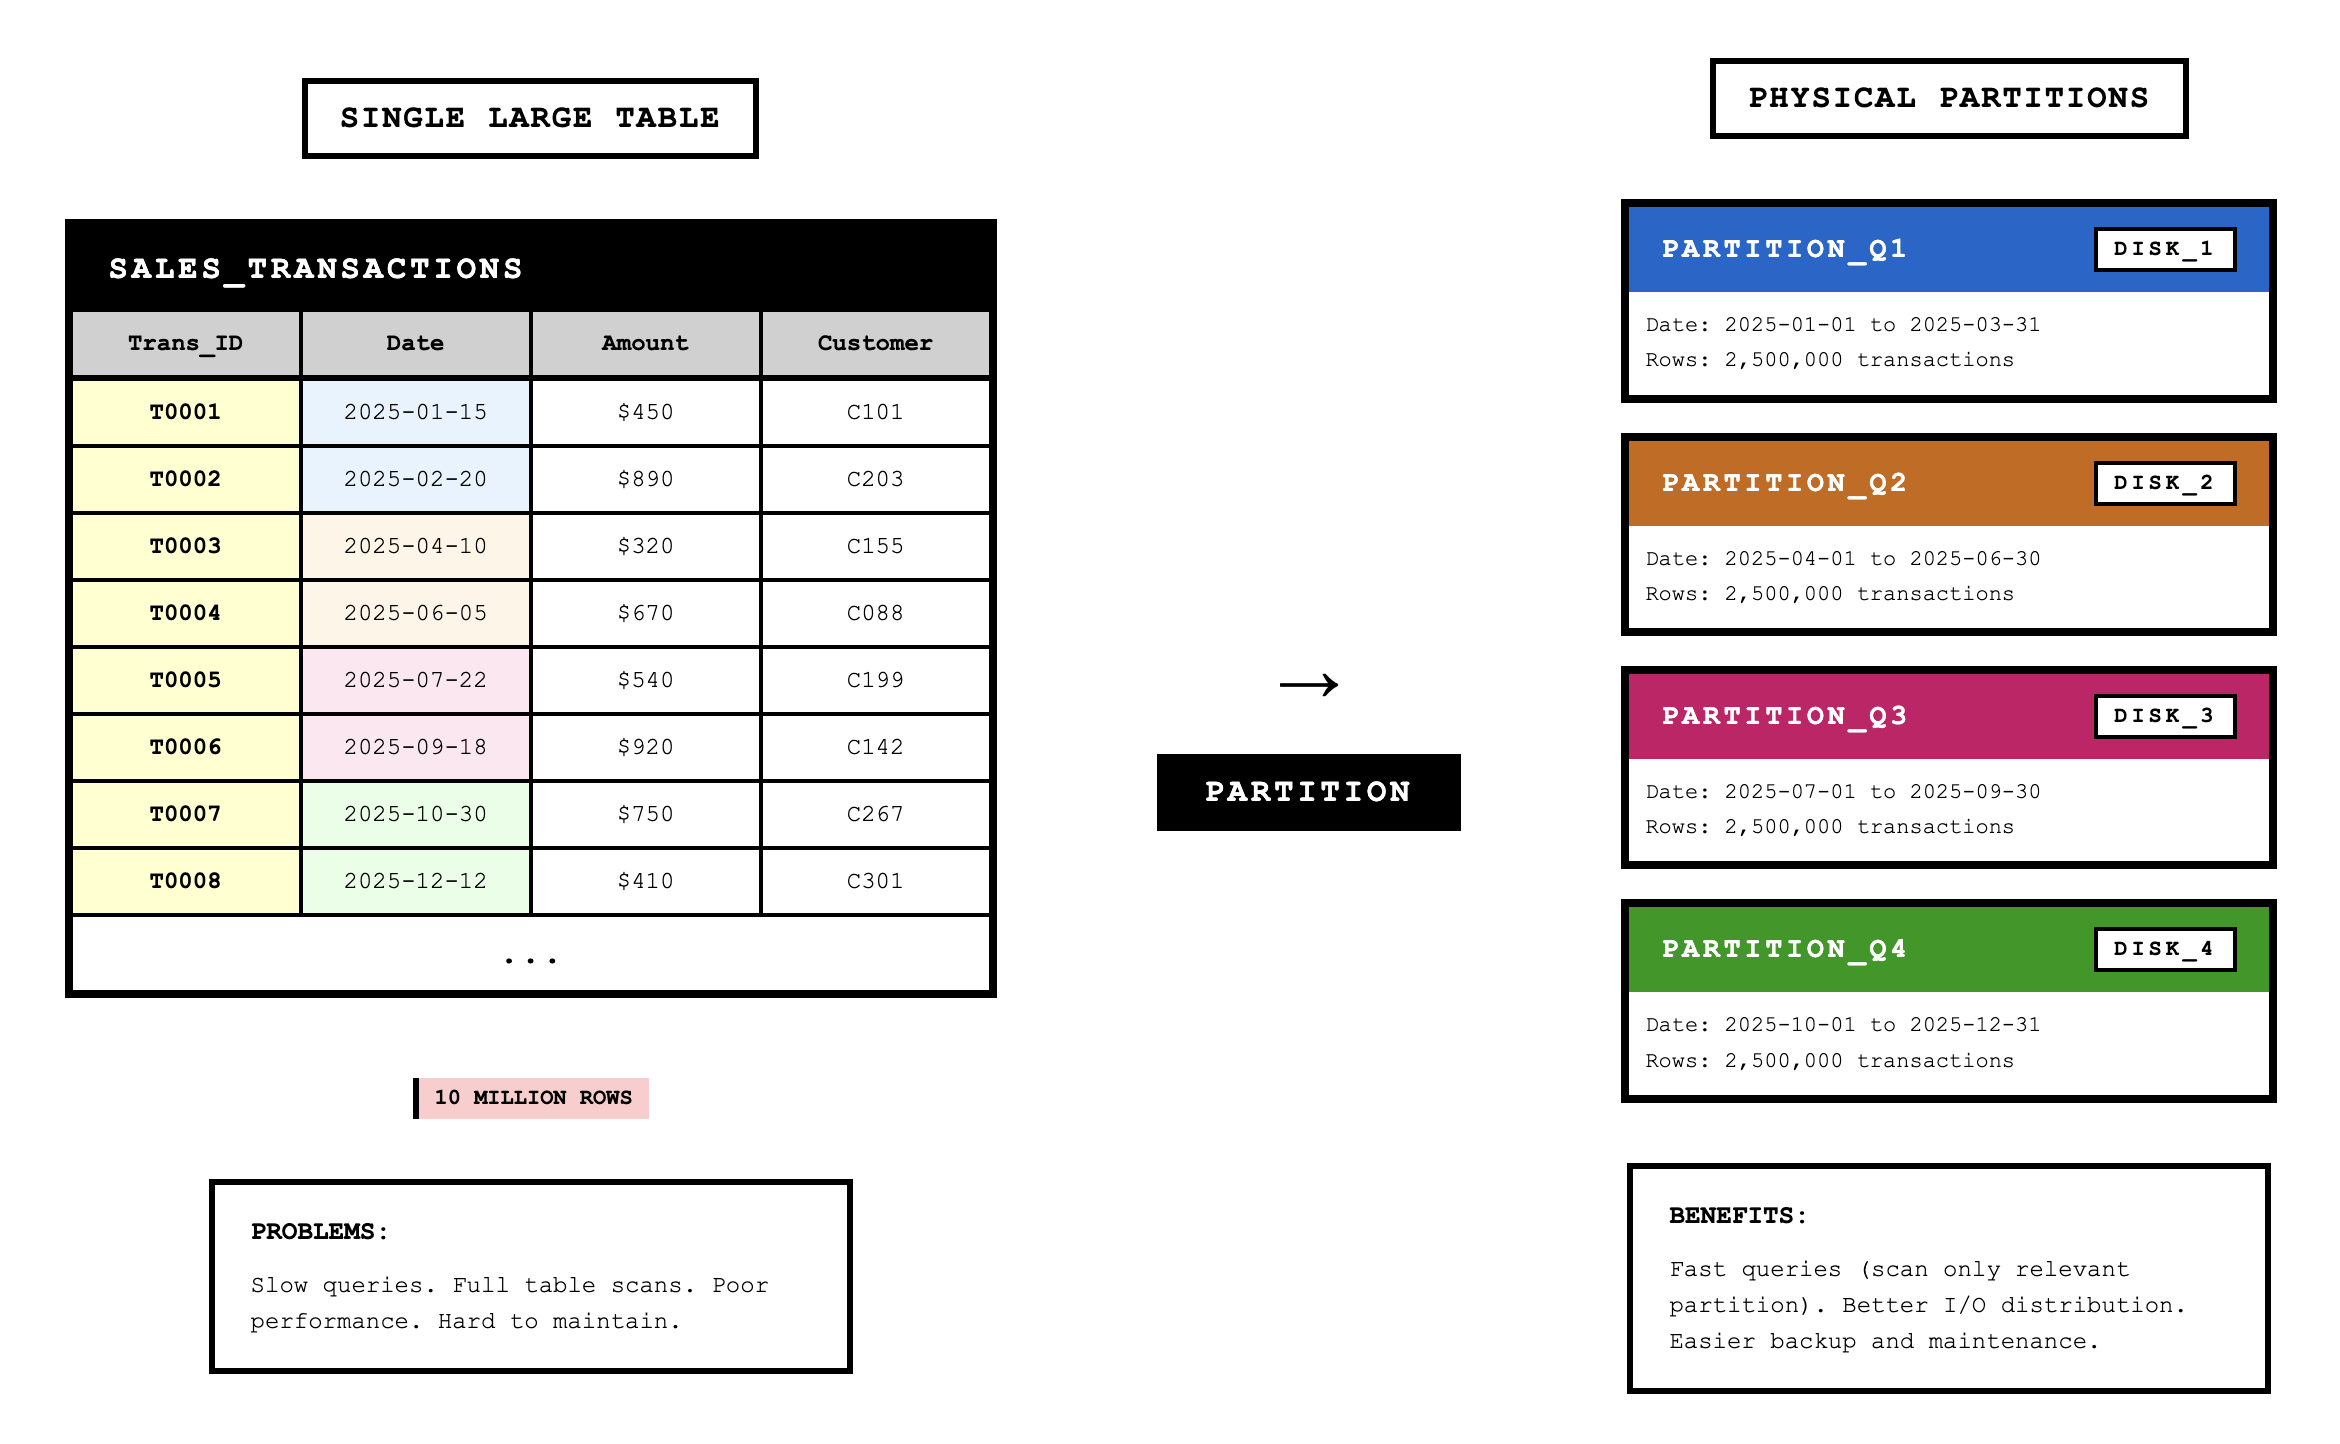 SINGLE LARGE TABLE
SALES_TRANSACTIONS
Trans_ID Date Amount Customer
T0001 2025-01-15 $450 C101
T0002 2025-02-20 $890 C203
T0003 2025-04-10 $320 C155
T0004 2025-06-05 $670 C088
T0005 2025-07-22 $540 C199
T0006 2025-09-18 $920 C142
T0007 2025-10-30 $750 C267
T0008 2025-12-12 $410 C301
...
10 MILLION ROWS
PROBLEMS:
Slow queries. Full table scans. Poor
performance. Hard to maintain.
→
PARTITION
PHYSICAL PARTITIONS
PARTITION_Q1 DISK_1
Date: 2025-01-01 to 2025-03-31
Rows: 2,500,000 transactions
PARTITION_Q2 DISK_2
Date: 2025-04-01 to 2025-06-30
Rows: 2,500,000 transactions
PARTITION_Q3 DISK_3
Date: 2025-07-01 to 2025-09-30
Rows: 2,500,000 transactions
PARTITION_Q4 DISK_4
Date: 2025-10-01 to 2025-12-31
Rows: 2,500,000 transactions
BENEFITS:
Fast queries (scan only relevant
partition). Better I/O distribution.
Easier backup and maintenance.